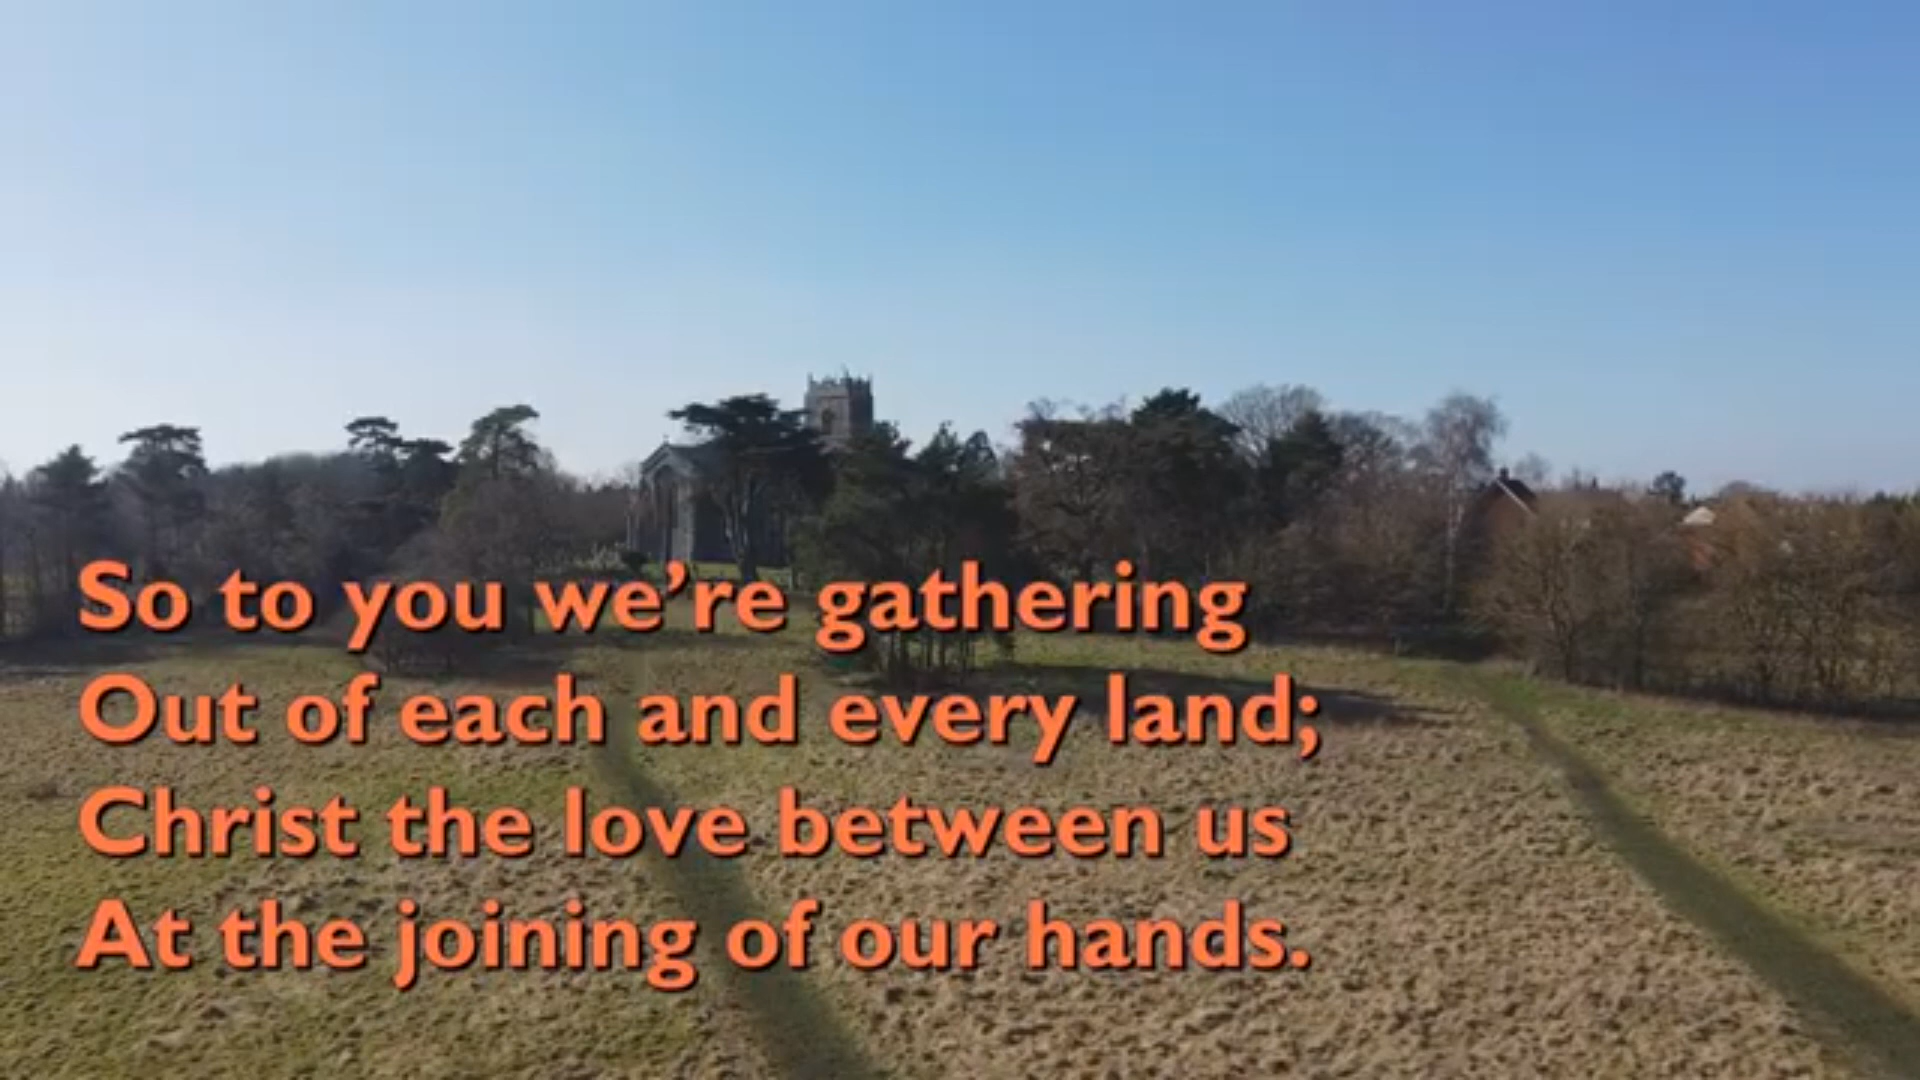 So to you we’re gathering
Out of each and every land;
Christ the love between us
At the joining of our hands.